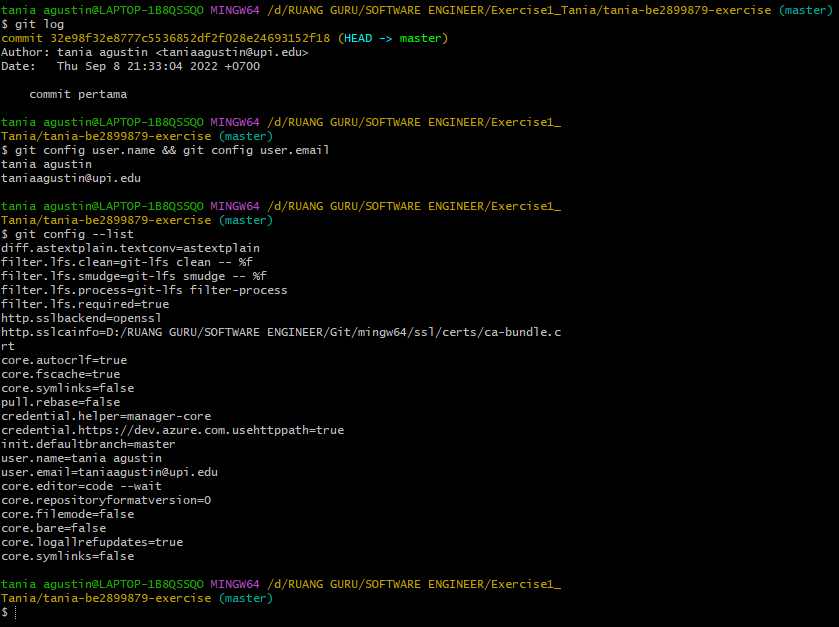 tania agustin@LAPTOP-1B8QSSQO MINGW64 /d/RUANG GURU/SOFTWARE ENGINEER/Exercise1_Tania/tania-be2899879-exercise (master)
$ git log
commit 32e98f32e8777c5536852df2f028e24693152f18 (HEAD -> master)
Author: tania agustin <taniaagustin@upi.edu>
Date:   Thu Sep 8 21:33:04 2022 +0700

    commit pertama

tania agustin@LAPTOP-1B8QSSQO MINGW64 /d/RUANG GURU/SOFTWARE ENGINEER/Exercise1_
Tania/tania-be2899879-exercise (master)
$ git config user.name && git config user.email
tania agustin
taniaagustin@upi.edu

tania agustin@LAPTOP-1B8QSSQO MINGW64 /d/RUANG GURU/SOFTWARE ENGINEER/Exercise1_
Tania/tania-be2899879-exercise (master)
$ git config --list
diff.astextplain.textconv=astextplain
filter.lfs.clean=git-lfs clean -- %f
filter.lfs.smudge=git-lfs smudge -- %f
filter.lfs.process=git-lfs filter-process
filter.lfs.required=true
http.sslbackend=openssl
http.sslcainfo=D:/RUANG GURU/SOFTWARE ENGINEER/Git/mingw64/ssl/certs/ca-bundle.c
rt
core.autocrlf=true
core.fscache=true
core.symlinks=false
pull.rebase=false
credential.helper=manager-core
credential.https://dev.azure.com.usehttppath=true
init.defaultbranch=master
user.name=tania agustin
user.email=taniaagustin@upi.edu
core.editor=code --wait
core.repositoryformatversion=0
core.filemode=false
core.bare=false
core.logallrefupdates=true
core.symlinks=false

tania agustin@LAPTOP-1B8QSSQO MINGW64 /d/RUANG GURU/SOFTWARE ENGINEER/Exercise1_
Tania/tania-be2899879-exercise (master)
$